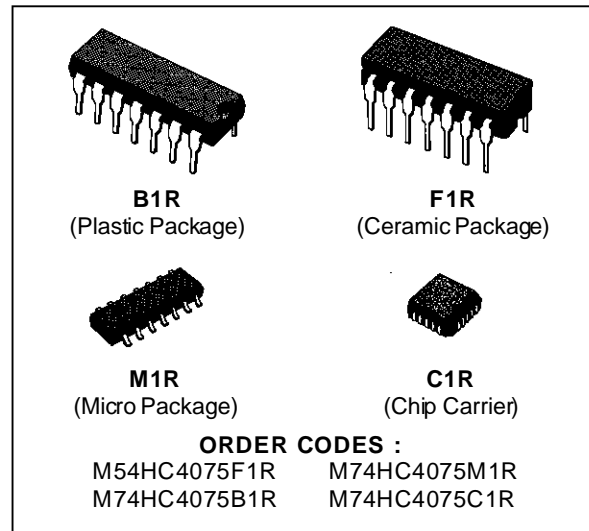 B1R
(Plastic Package)
F1R
(Ceramic Package)
M1R
(Micro Package)
C1R
(Chip Carrier)
ORDER CODES :
M54HC4075F1R M74HC4075M1R
M74HC4075B1R M74HC4075C1R